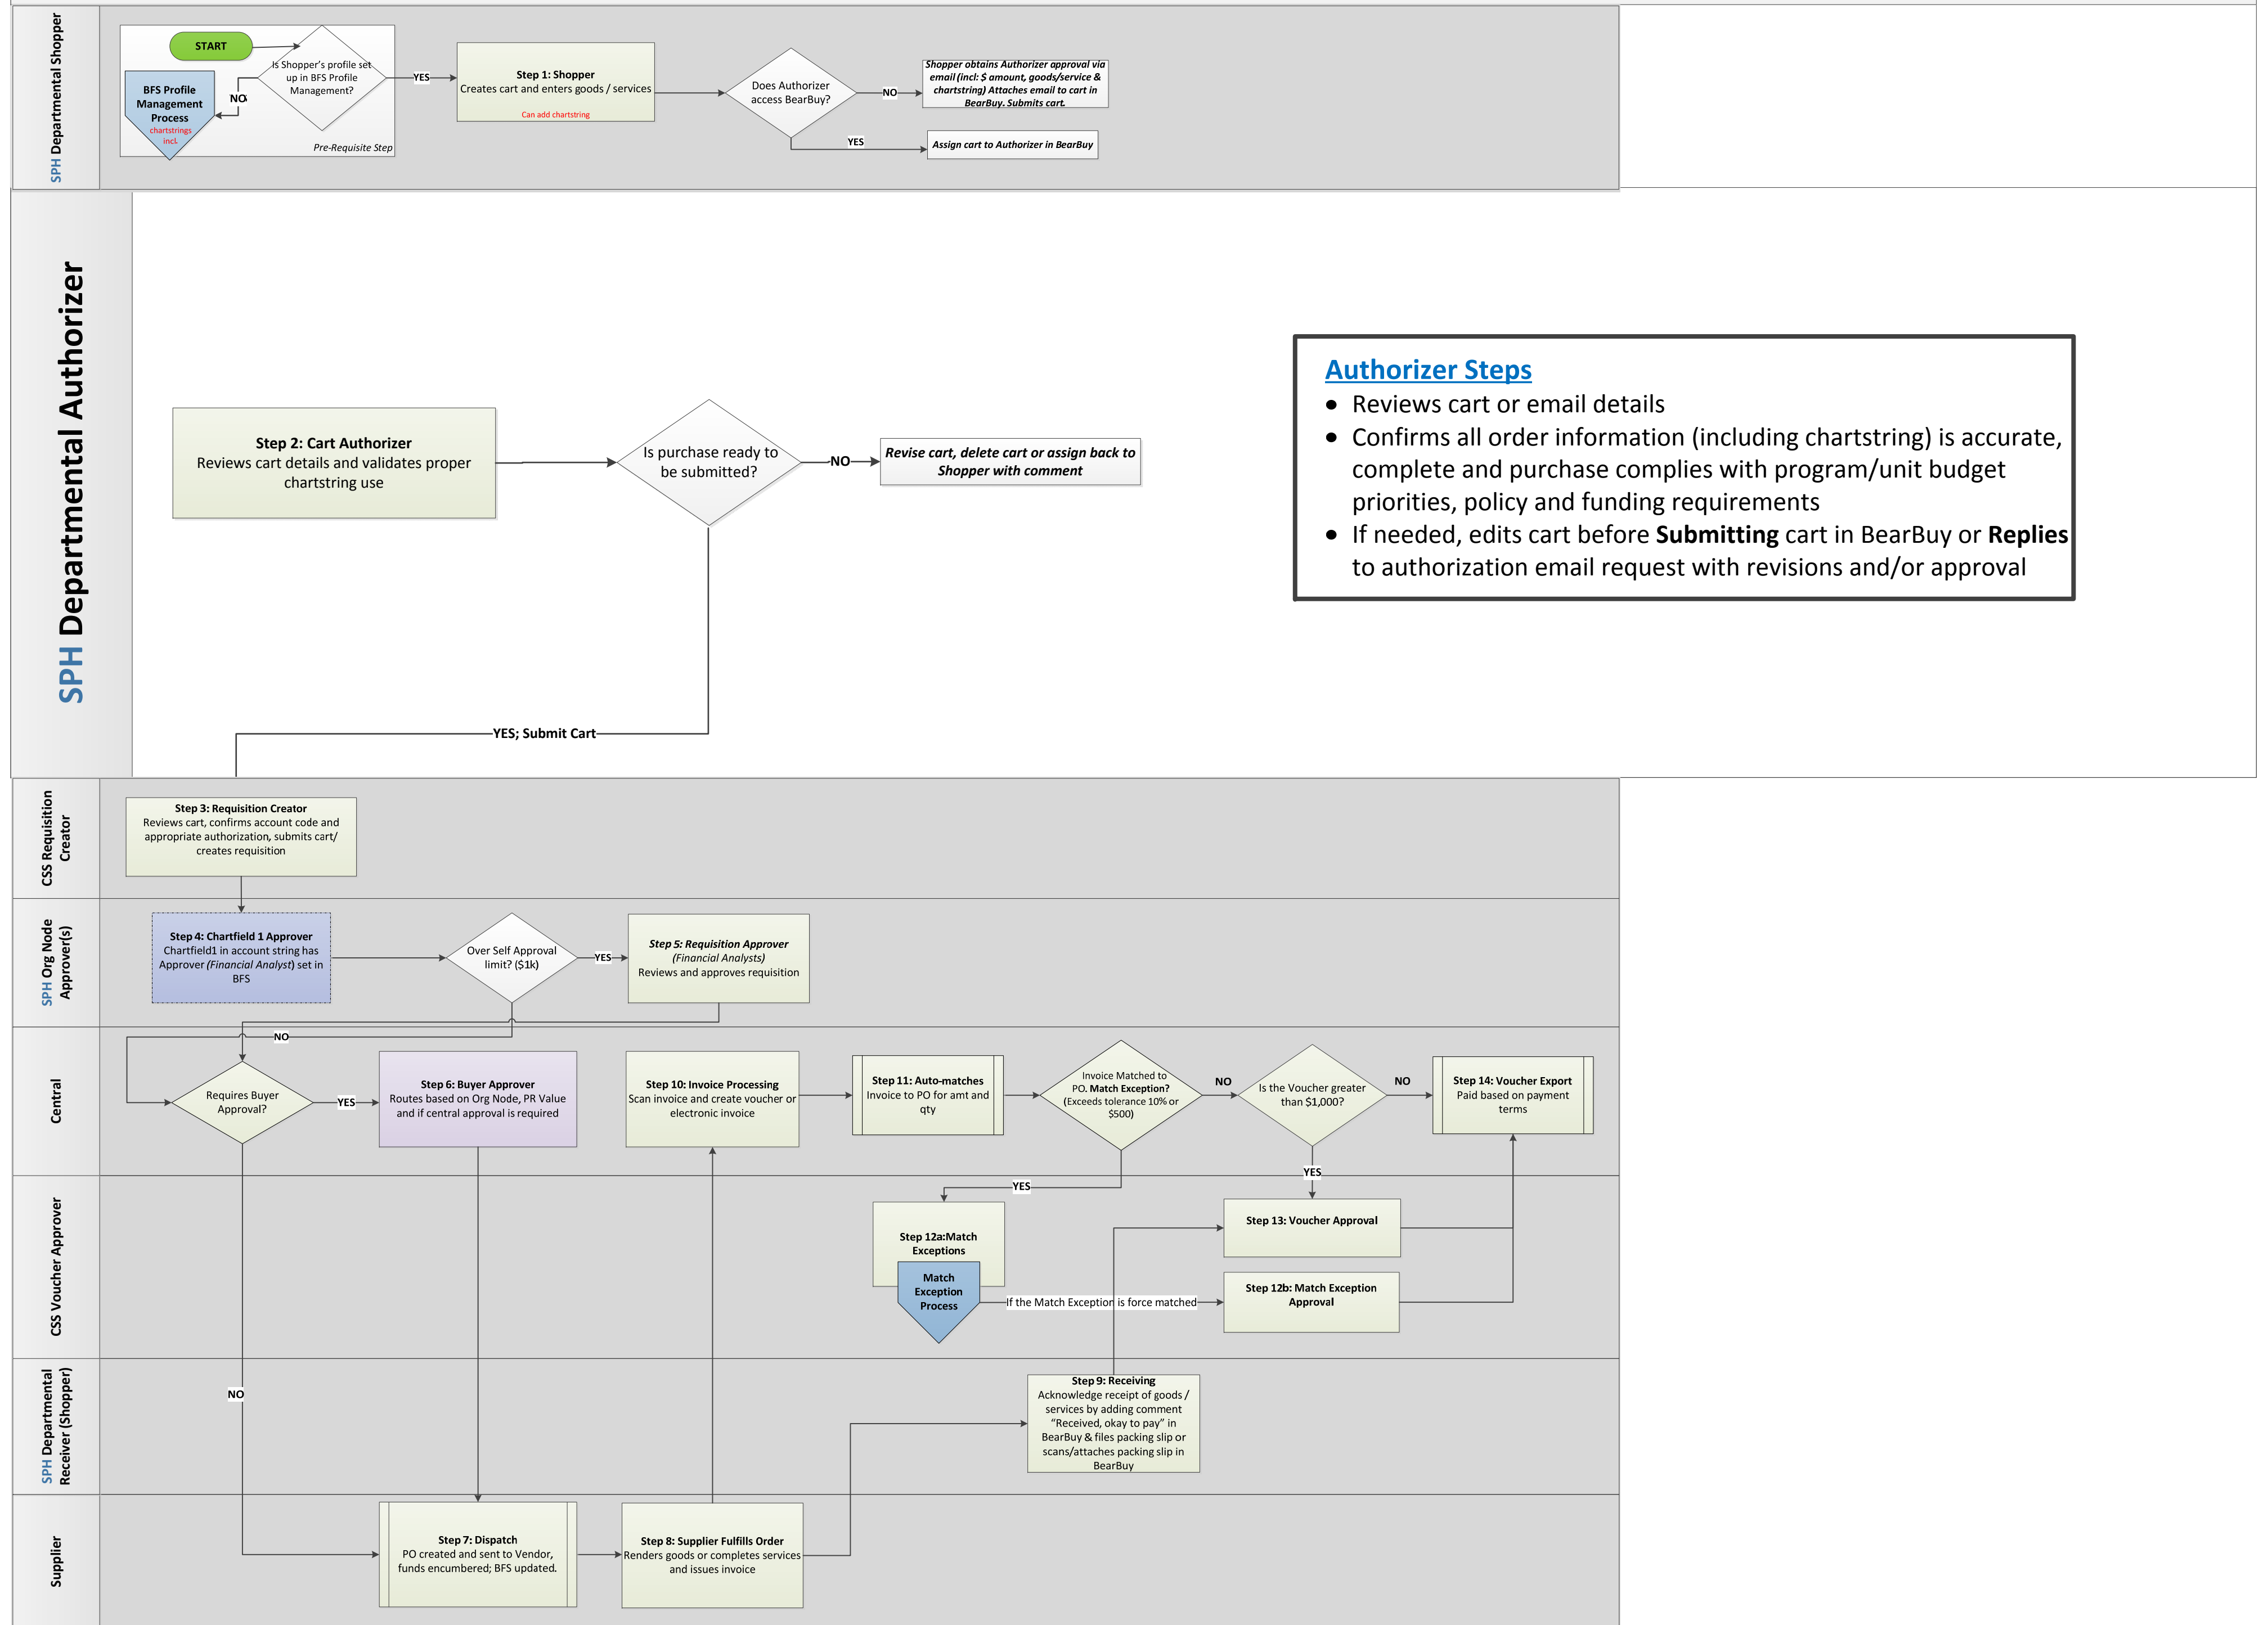 SPH Departmental Shopper
START
Is Shopper's profile set
up in BFS Profile
Management?
NO
BFS Profile
Management
Process
chartstrings
incl.
Pre-Requisite Step
YES
Step 1: Shopper
Creates cart and enters goods / services
Can add chartstring
Does Authorizer
access BearBuy?
NO
Shopper obtains Authorizer approval via
email (incl: $ amount, goods/service &
chartstring) Attaches email to cart in
BearBuy. Submits cart.
YES
Assign cart to Authorizer in BearBuy
SPH Departmental Authorizer
Step 2: Cart Authorizer
Reviews cart details and validates proper
chartstring use
Is purchase ready to
be submitted?
NO
Revise cart, delete cart or assign back to
Shopper with comment
YES; Submit Cart
Authorizer Steps
• Reviews cart or email details
• Confirms all order information (including chartstring) is accurate,
complete and purchase complies with program/unit budget
priorities, policy and funding requirements
• If needed, edits cart before Submitting cart in BearBuy or Replies
to authorization email request with revisions and/or approval
CSS Requisition
Creator
Step 3: Requisition Creator
Reviews cart, confirms account code and
appropriate authorization, submits cart/
creates requisition
SPH Org Node
Approver(s)
Step 4: Chartfield 1 Approver
Chartfield1 in account string has
Approver (Financial Analyst) set in
BFS
Over Self Approval
limit? ($1k)
YES
Step 5: Requisition Approver
(Financial Analysts)
Reviews and approves requisition
NO
Central
Requires Buyer
Approval?
YES
Step 6: Buyer Approver
Routes based on Org Node, PR Value
and if central approval is required
Step 10: Invoice Processing
Scan invoice and create voucher or
electronic invoice
Step 11: Auto-matches
Invoice to PO for amt and
qty
Invoice Matched to
PO. Match Exception?
(Exceeds tolerance 10% or
$500)
NO
Is the Voucher greater
than $1,000?
NO
Step 14: Voucher Export
Paid based on payment
terms
CSS Voucher Approver
YES
YES
Step 12a:Match
Exceptions
Match
Exception
Process
If the Match Exception is force matched
Step 13: Voucher Approval
Step 12b: Match Exception
Approval
SPH Departmental
Receiver (Shopper)
NO
Step 9: Receiving
Acknowledge receipt of goods /
services by adding comment
“Received, okay to pay” in
BearBuy & files packing slip or
scans/attaches packing slip in
BearBuy
Supplier
Step 7: Dispatch
PO created and sent to Vendor,
funds encumbered; BFS updated.
Step 8: Supplier Fulfills Order
Renders goods or completes services
and issues invoice